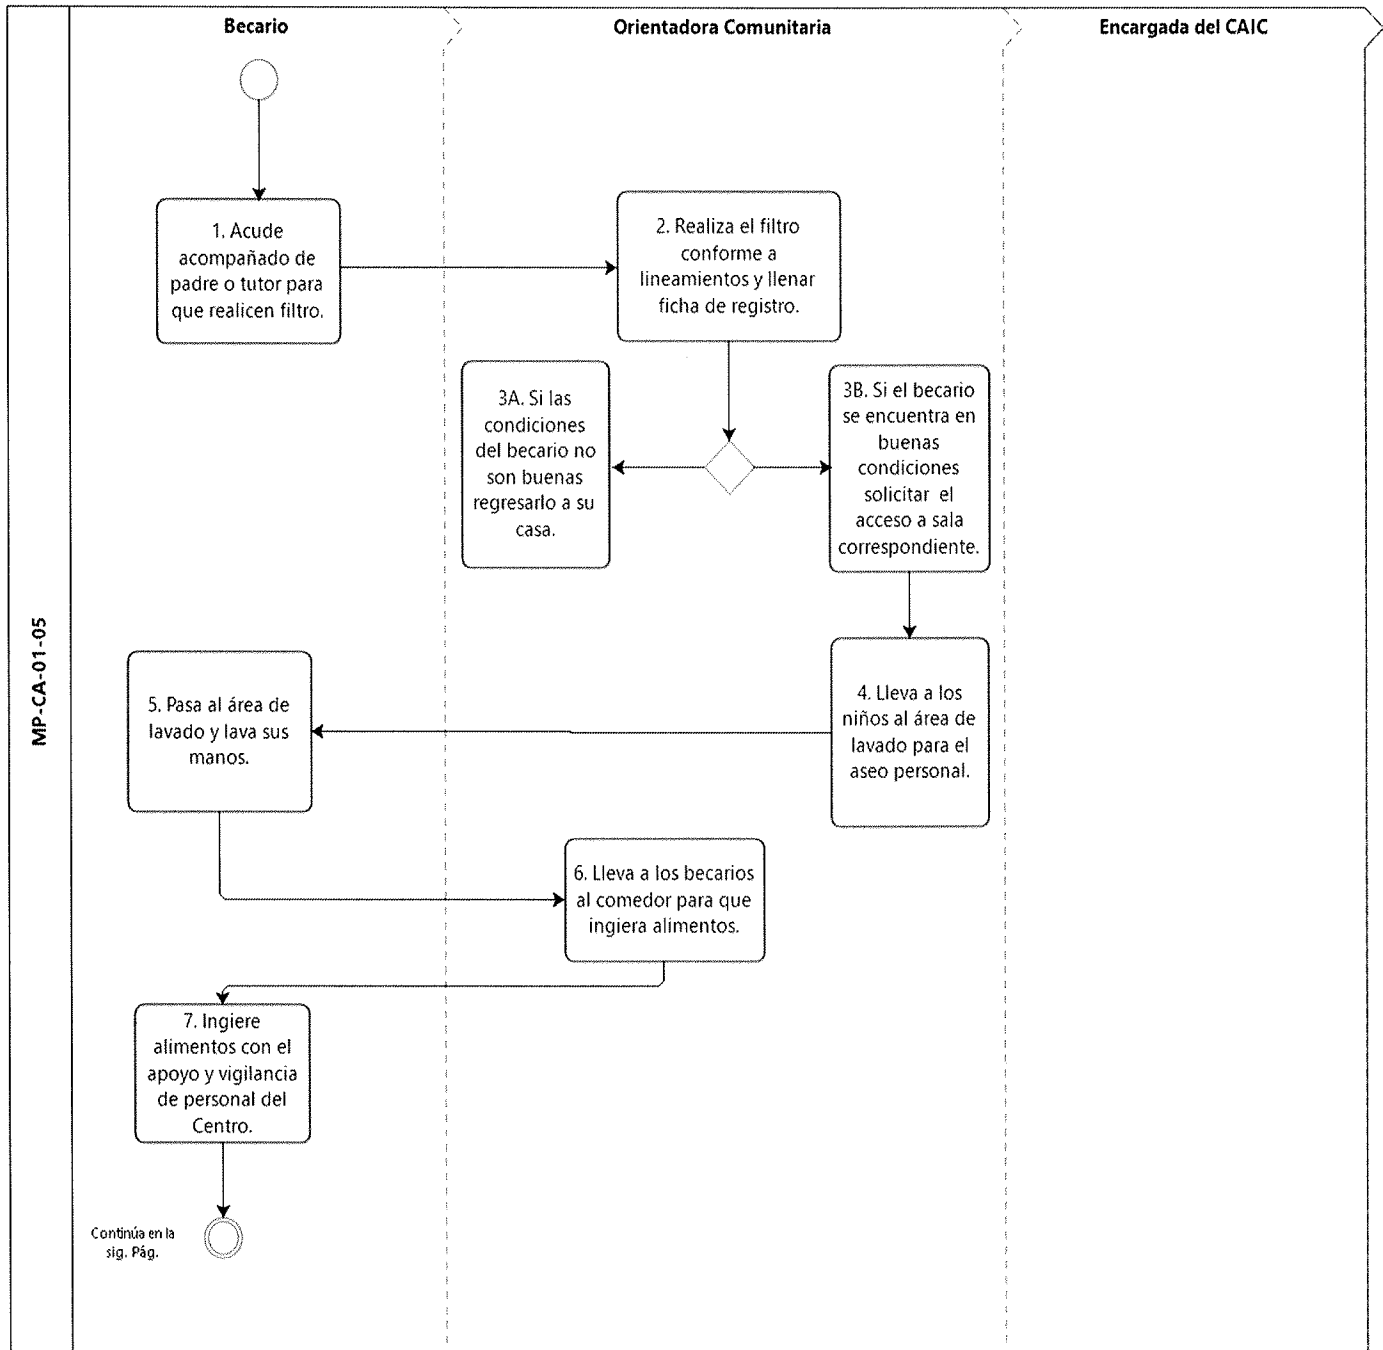 Becario
Orientadora Comunitaria
Encargada del CAIC
MP-CA-01-05
1. Acude
acompañado de
padre o tutor para
que realicen filtro.
2. Realiza el filtro
conforme a
lineamientos y llenar
ficha de registro.
3A. Si las
condiciones
del becario no
son buenas
regresarlo a su
casa.
3B. Si el becario
se encuentra en
buenas
condiciones
solicitar el
acceso a sala
correspondiente.
4. Lleva a los
niños al área de
lavado para el
aseo personal.
5. Pasa al área de
lavado y lava sus
manos.
6. Lleva a los becarios
al comedor para que
ingiera alimentos.
7. Ingiere
alimentos con el
apoyo y vigilancia
de personal del
Centro.
Continúa en la
sig. Pág.